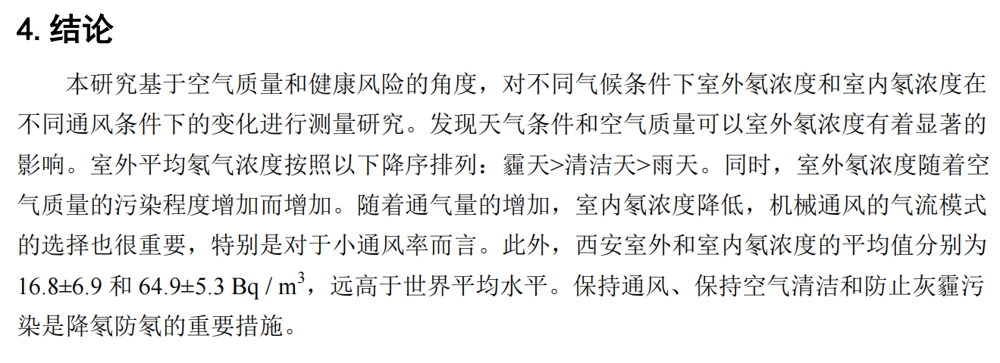 4. 结论
本研究基于空气质量和健康风险的角度，对不同气候条件下室外氡浓度和室内氡浓度在
不同通风条件下的变化进行测量研究。发现天气条件和空气质量可以室外氡浓度有着显著的
影响。室外平均氡气浓度按照以下降序排列：霾天>清洁天>雨天。同时，室外氡浓度随着空
气质量的污染程度增加而增加。随着通气量的增加，室内氡浓度降低，机械通风的气流模式
的选择也很重要，特别是对于小通风率而言。此外，西安室外和室内氡浓度的平均值分别为
16.8±6.9 和 64.9±5.3 Bq / m³，远高于世界平均水平。保持通风、保持空气清洁和防止灰霾污
染是降氡防氡的重要措施。